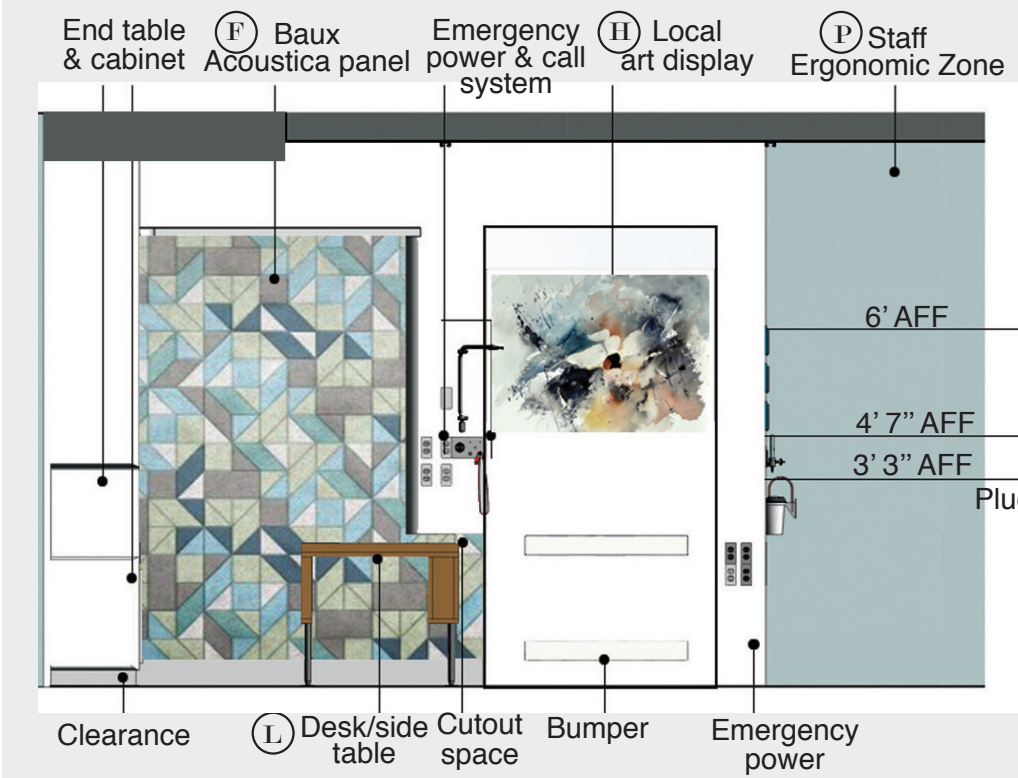 End table
& cabinet
F Baux
Acoustica panel
Emergency
power & call
system
H Local
art display
P Staff
Ergonomic Zone
6’ AFF
4’ 7” AFF
3’ 3” AFF
Plu
Clearance
L Desk/side
table
Cutout
space
Bumper
Emergency
power